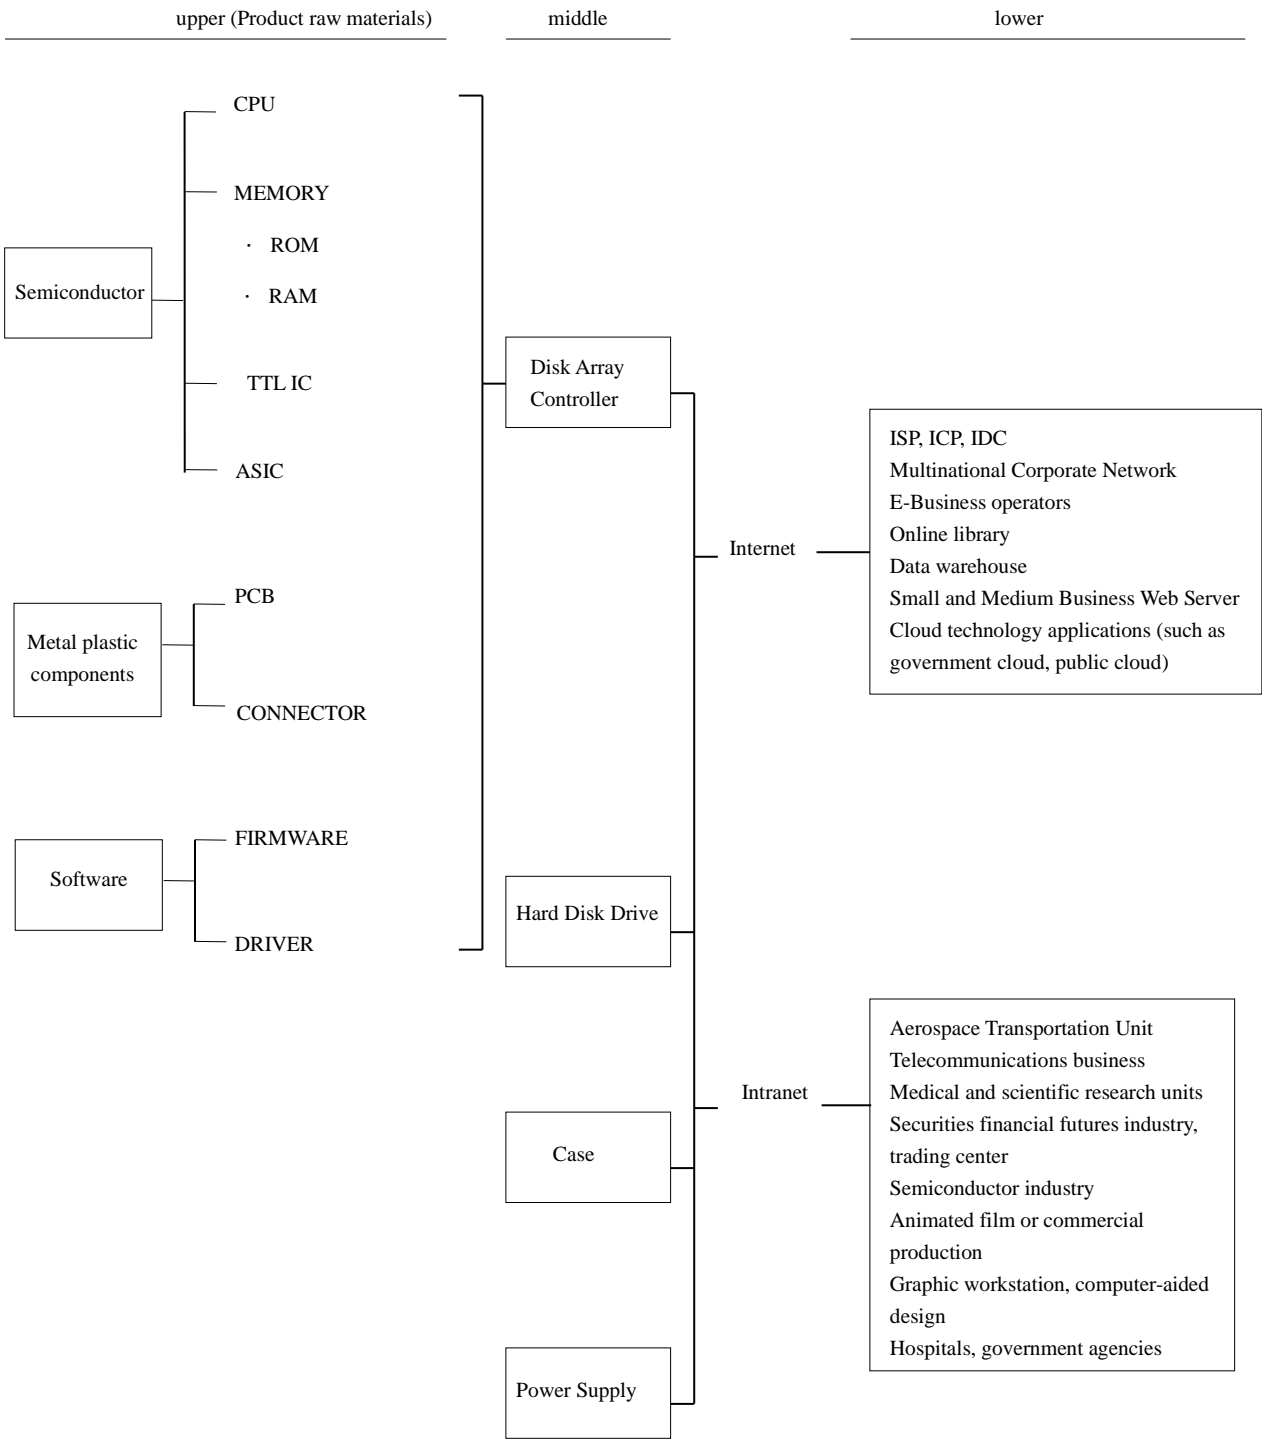 upper (Product raw materials)
middle
lower
CPU
MEMORY
· ROM
· RAM
Semiconductor
TTL IC
ASIC
Metal plastic
components
PCB
CONNECTOR
Software
FIRMWARE
DRIVER
Disk Array
Controller
Hard Disk Drive
Case
Power Supply
Internet
ISP, ICP, IDC
Multinational Corporate Network
E-Business operators
Online library
Data warehouse
Small and Medium Business Web Server
Cloud technology applications (such as
government cloud, public cloud)
Intranet
Aerospace Transportation Unit
Telecommunications business
Medical and scientific research units
Securities financial futures industry,
trading center
Semiconductor industry
Animated film or commercial
production
Graphic workstation, computer-aided
design
Hospitals, government agencies